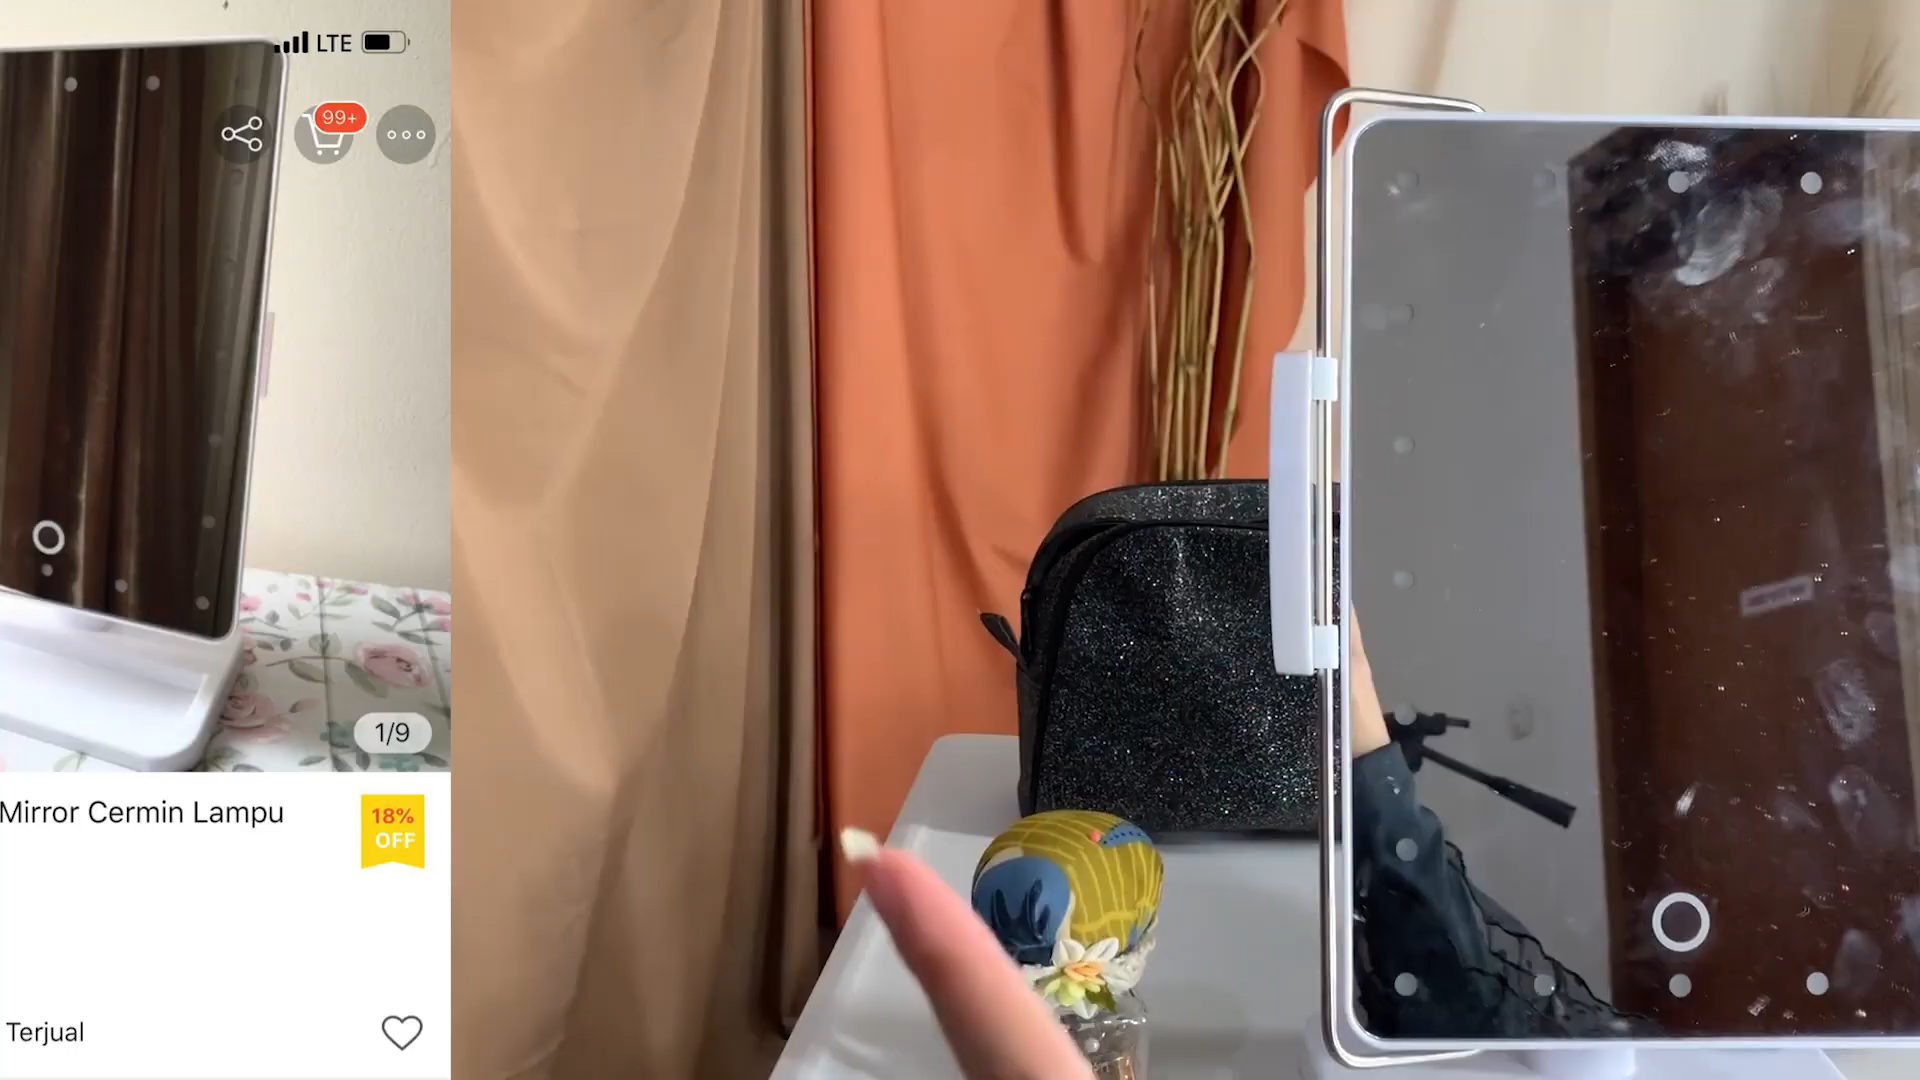 LTE
99+
1/9
Mirror Cermin Lampu
18%
OFF
Terjual